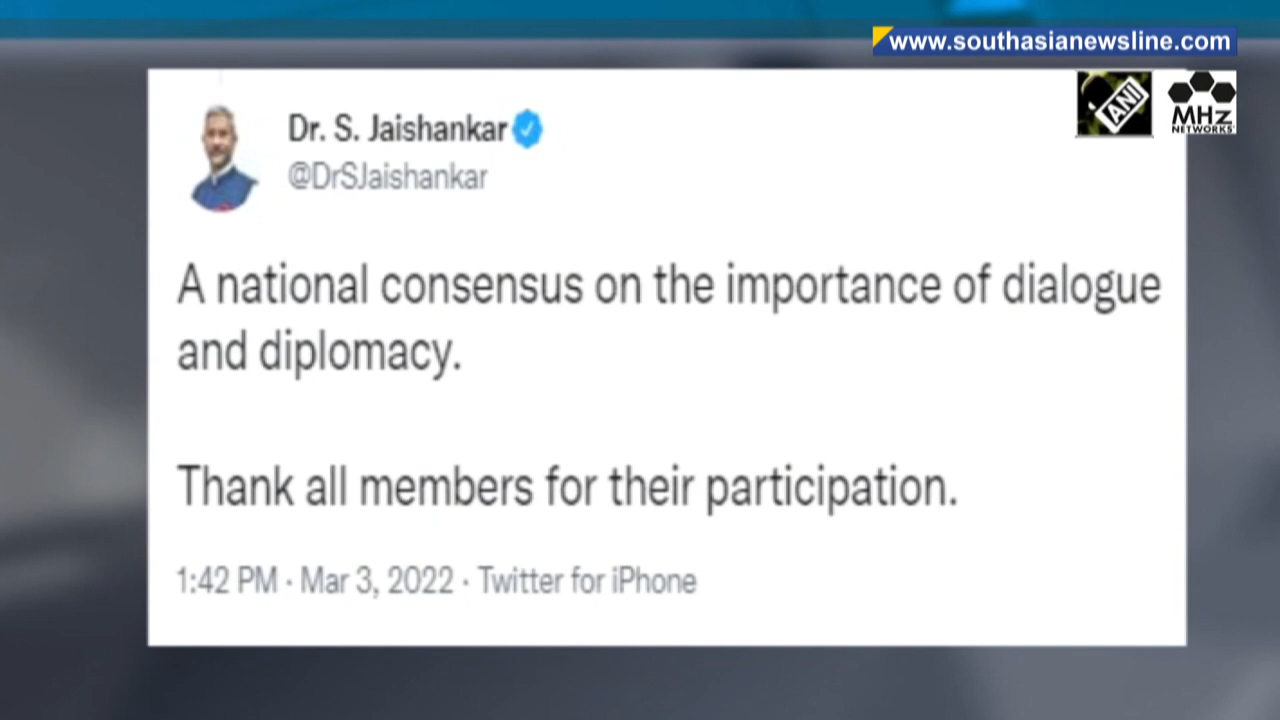 www.southasianewsline.com
ANI
MHz
NETWORKS
Dr. S. Jaishankar
@DrSJaishankar
A national consensus on the importance of dialogue
and diplomacy.
Thank all members for their participation.
1:42 PM · Mar 3, 2022 · Twitter for iPhone